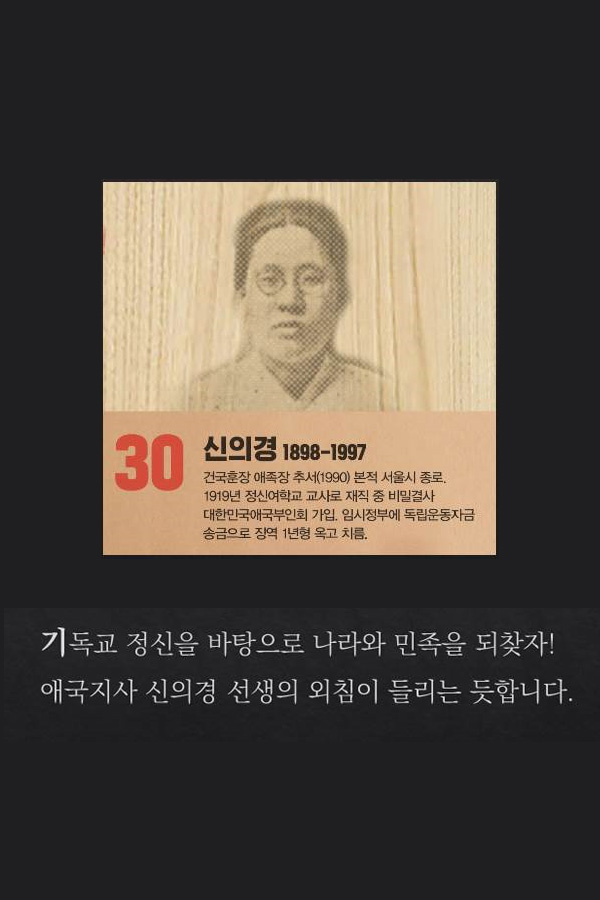 30
신의경 1898-1997
건국훈장 애족장 추서(1990) 본적 서울시 종로.
1919년 정신여학교 교사로 재직 중 비밀결사
대한민국애국부인회 가입. 임시정부에 독립운동자금
송금으로 징역 1년형 옥고 치름.
기독교 정신을 바탕으로 나라와 민족을 되찾자!
애국지사 신의경 선생의 외침이 들리는 듯합니다.